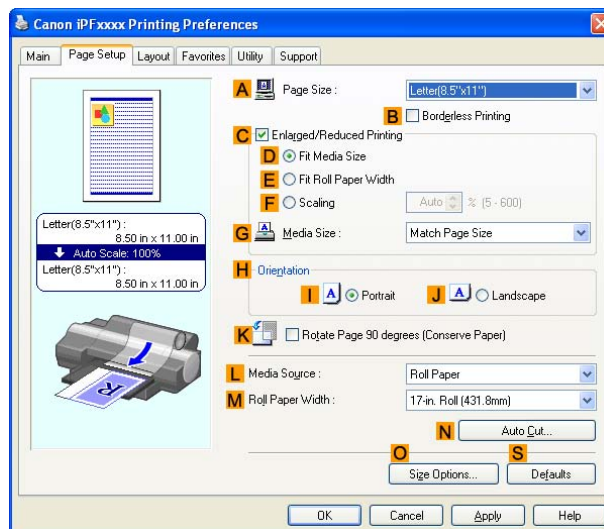 Canon iPFxxxx Printing Preferences
Main Page Setup Layout Favorites Utility Support
A Page Size : Letter(8.5"x11")
B Borderless Printing
C Enlarged/Reduced Printing
D Fit Media Size
E Fit Roll Paper Width
F Scaling Auto % (5 - 600)
G Media Size : Match Page Size
Letter(8.5"x11") :
8.50 in x 11.00 in
Auto Scale: 100%
Letter(8.5"x11") :
8.50 in x 11.00 in
H Orientation
I A Portrait J A Landscape
K Rotate Page 90 degrees (Conserve Paper)
R
L Media Source : Roll Paper
M Roll Paper Width : 17-in. Roll (431.8mm)
N Auto Cut...
O S
Size Options... Defaults
OK Cancel Apply Help